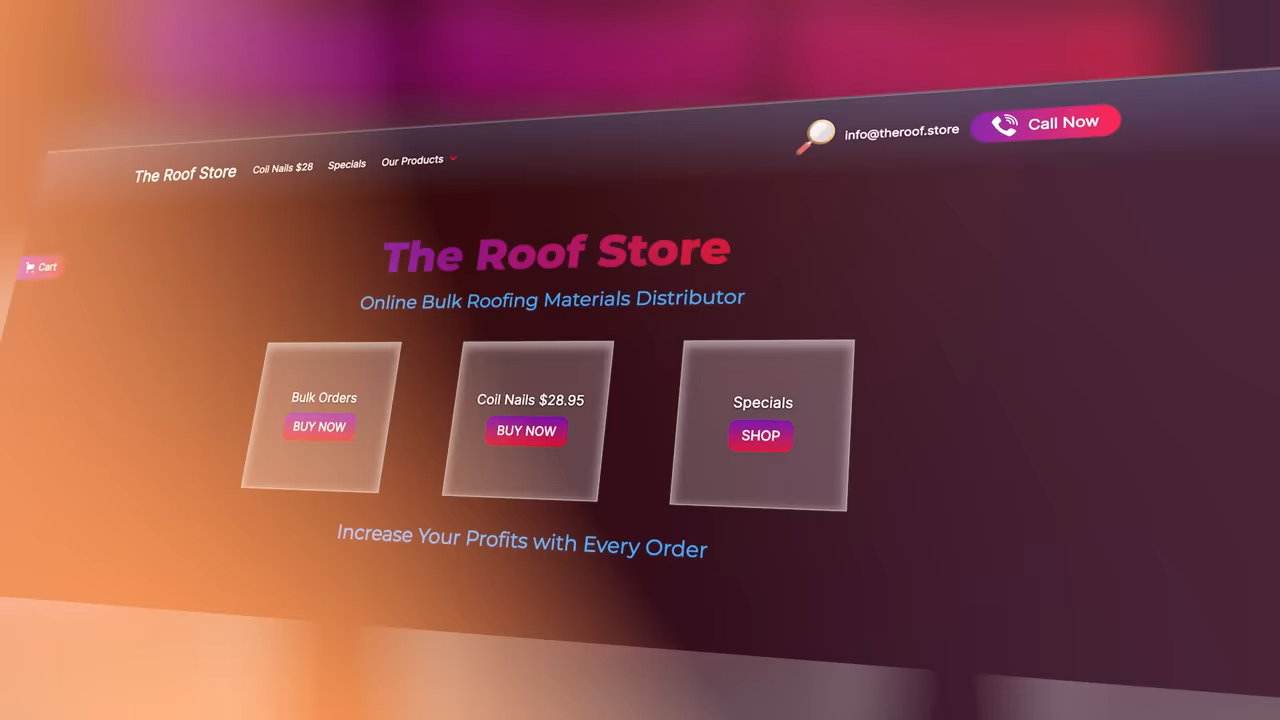 The Roof Store
Coil Nails $28
Specials
Our Products
info@theroof.store
Call Now
Cart
The Roof Store
Online Bulk Roofing Materials Distributor
Bulk Orders
BUY NOW
Coil Nails $28.95
BUY NOW
Specials
SHOP
Increase Your Profits with Every Order